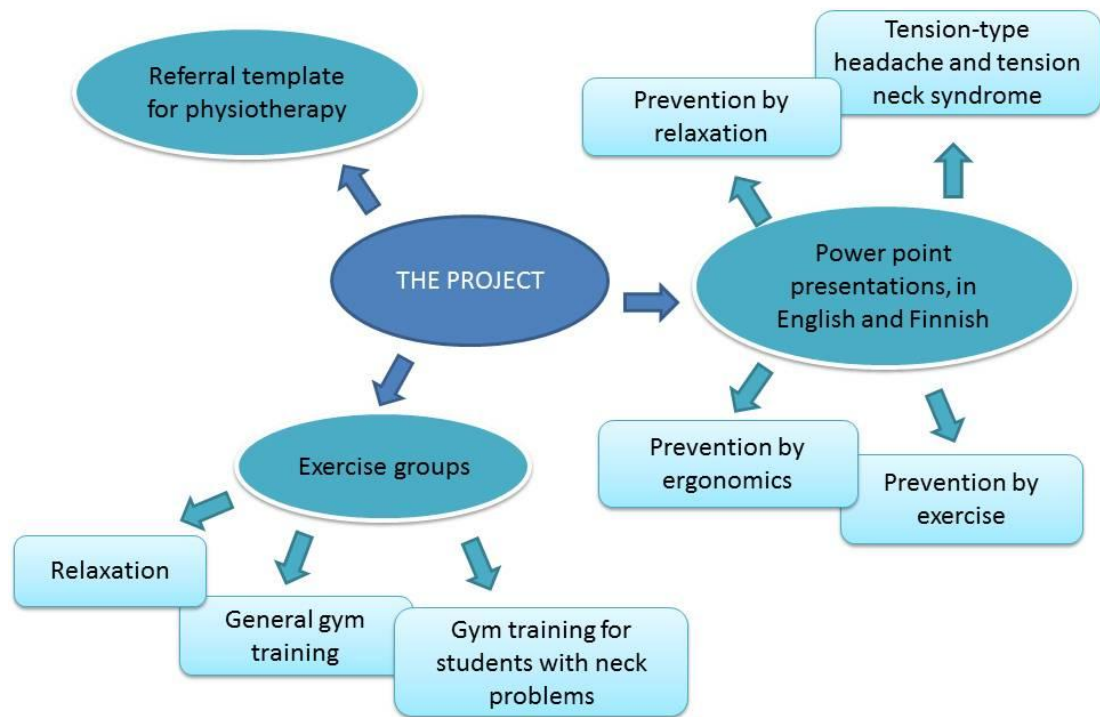 Referral template
for physiotherapy
Tension-type
headache and tension
neck syndrome
Prevention by
relaxation
THE PROJECT
Power point
presentations, in
English and Finnish
Exercise groups
Prevention by
ergonomics
Prevention by
exercise
Relaxation
General gym
training
Gym training for
students with neck
problems